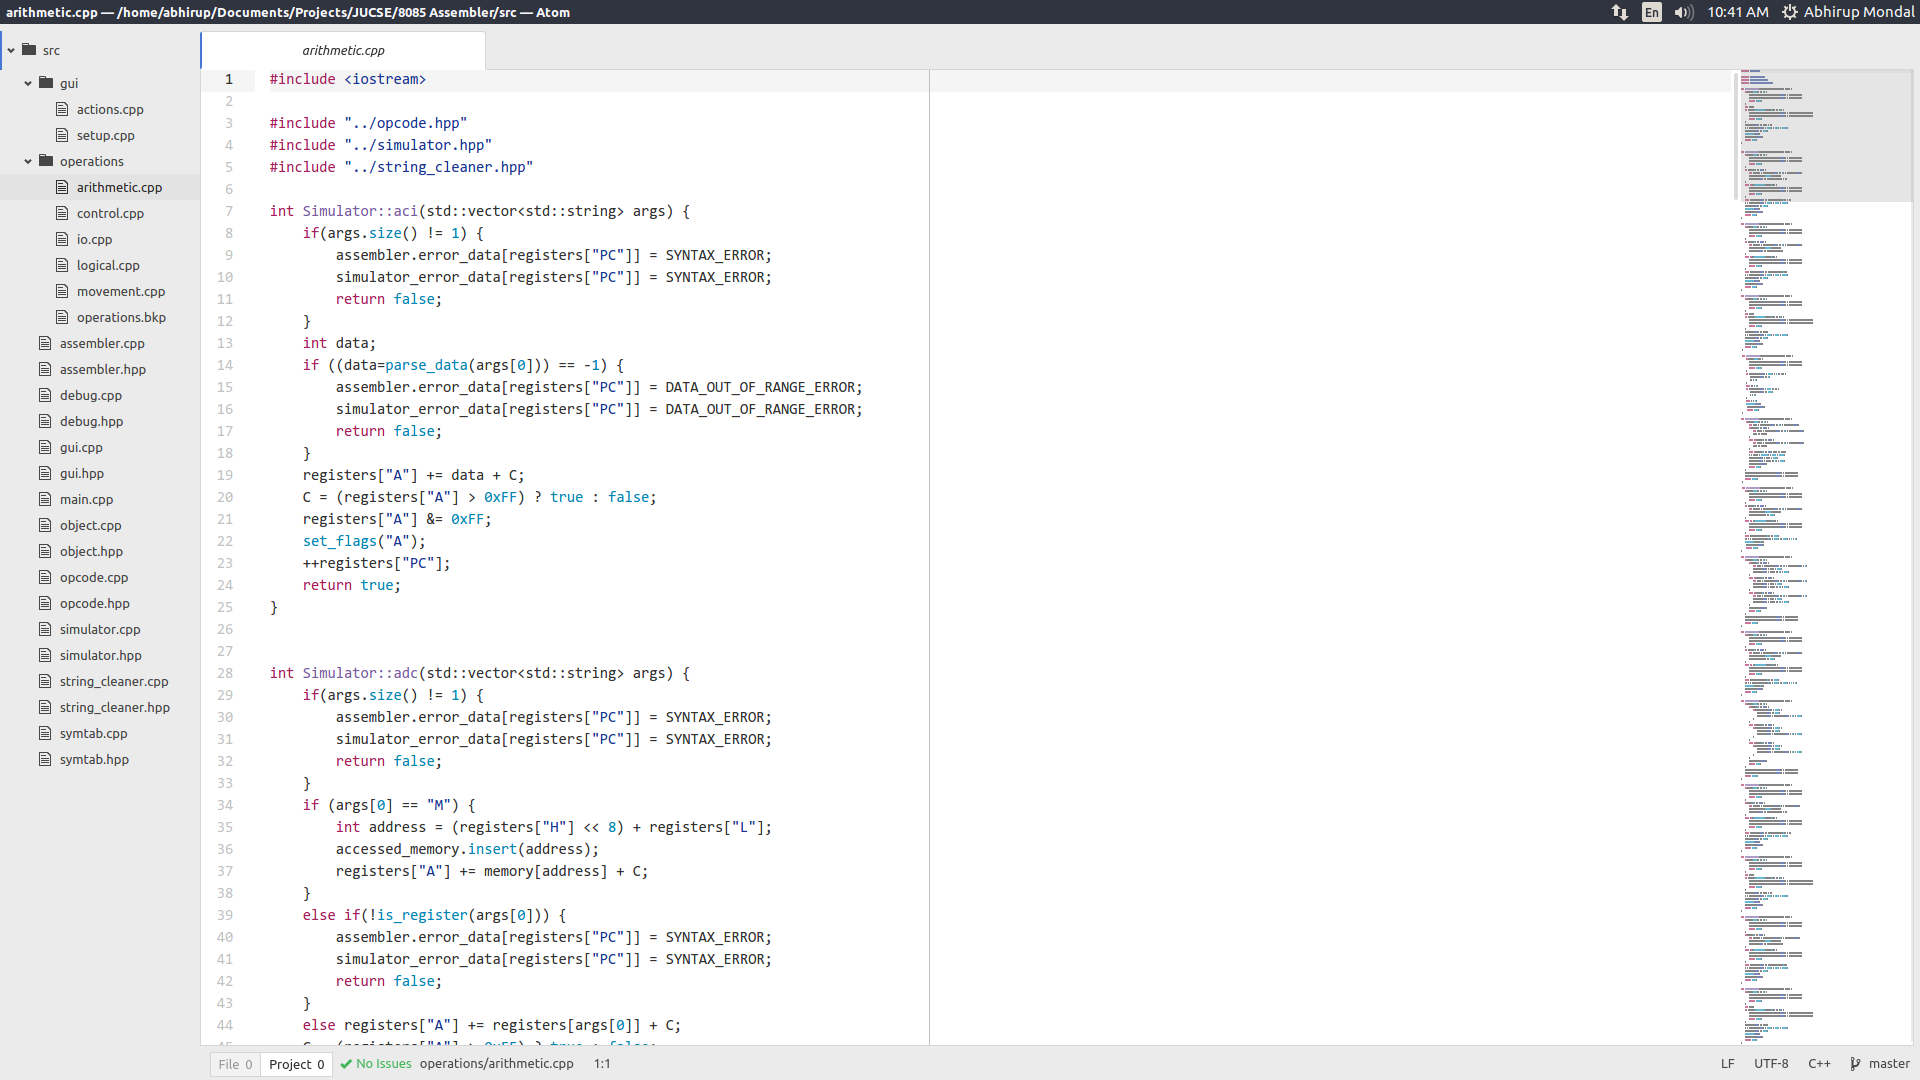 arithmetic.cpp — /home/abhirup/Documents/Projects/JUCSE/8085 Assembler/src — Atom
En 10:41 AM Abhirup Mondal
src
gui
actions.cpp
setup.cpp
operations
arithmetic.cpp
control.cpp
io.cpp
logical.cpp
movement.cpp
operations.bkp
assembler.cpp
assembler.hpp
debug.cpp
debug.hpp
gui.cpp
gui.hpp
main.cpp
object.cpp
object.hpp
opcode.cpp
opcode.hpp
simulator.cpp
simulator.hpp
string_cleaner.cpp
string_cleaner.hpp
symtab.cpp
symtab.hpp
arithmetic.cpp
1 #include <iostream>
2
3 #include "../opcode.hpp"
4 #include "../simulator.hpp"
5 #include "../string_cleaner.hpp"
6
7 int Simulator::aci(std::vector<std::string> args) {
8     if(args.size() != 1) {
9         assembler.error_data[registers["PC"]] = SYNTAX_ERROR;
10         simulator_error_data[registers["PC"]] = SYNTAX_ERROR;
11         return false;
12     }
13     int data;
14     if ((data=parse_data(args[0])) == -1) {
15         assembler.error_data[registers["PC"]] = DATA_OUT_OF_RANGE_ERROR;
16         simulator_error_data[registers["PC"]] = DATA_OUT_OF_RANGE_ERROR;
17         return false;
18     }
19     registers["A"] += data + C;
20     C = (registers["A"] > 0xFF) ? true : false;
21     registers["A"] &= 0xFF;
22     set_flags("A");
23     ++registers["PC"];
24     return true;
25 }
26
27
28 int Simulator::adc(std::vector<std::string> args) {
29     if(args.size() != 1) {
30         assembler.error_data[registers["PC"]] = SYNTAX_ERROR;
31         simulator_error_data[registers["PC"]] = SYNTAX_ERROR;
32         return false;
33     }
34     if (args[0] == "M") {
35         int address = (registers["H"] << 8) + registers["L"];
36         accessed_memory.insert(address);
37         registers["A"] += memory[address] + C;
38     }
39     else if(!is_register(args[0])) {
40         assembler.error_data[registers["PC"]] = SYNTAX_ERROR;
41         simulator_error_data[registers["PC"]] = SYNTAX_ERROR;
42         return false;
43     }
44     else registers["A"] += registers[args[0]] + C;
File 0 Project 0 No Issues operations/arithmetic.cpp 1:1 LF UTF-8 C++ master